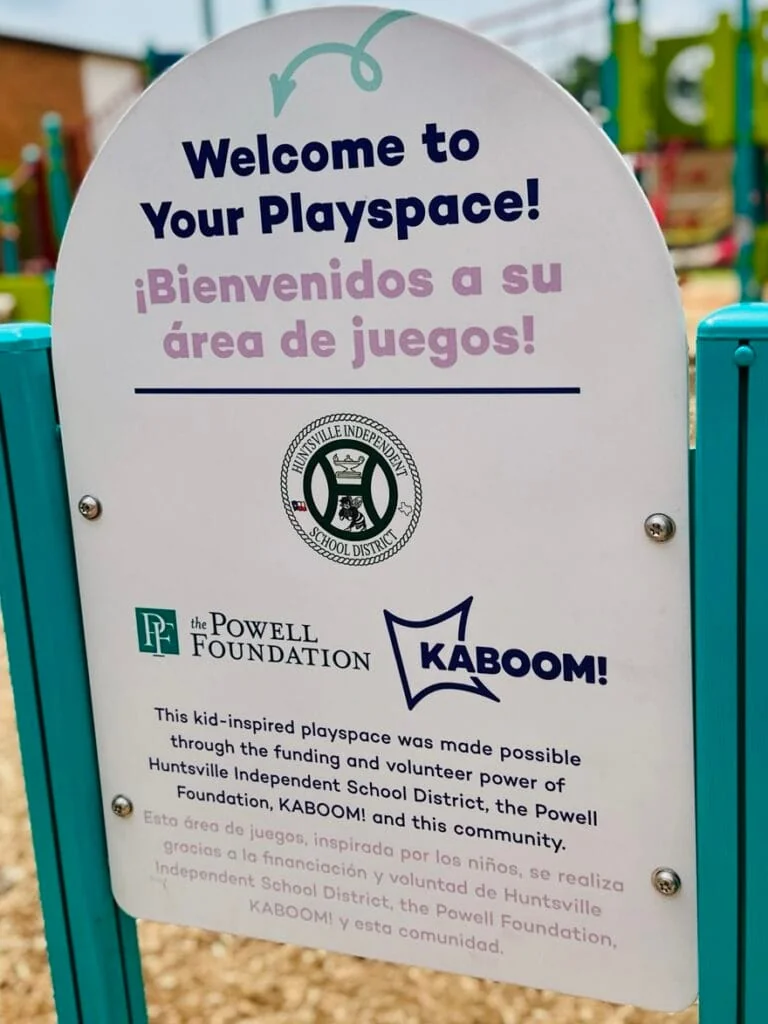 Welcome to
Your Playspace!
¡Bienvenidos a su
área de juegos!
HUNTSVILLE INDEPENDENT
SCHOOL DISTRICT
PF the POWELL
FOUNDATION
KABOOM!
This kid-inspired playspace was made possible
through the funding and volunteer power of
Huntsville Independent School District, the Powell
Foundation, KABOOM! and this community.
Esta área de juegos, inspirada por los niños, se realiza
gracias a la financiación y voluntad de Huntsville
Independent School District, the Powell Foundation,
KABOOM! y esta comunidad.